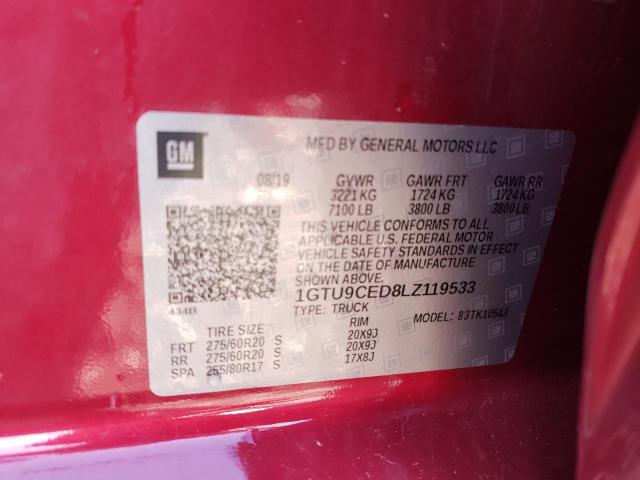 GM
MFD BY GENERAL MOTORS LLC
08/19 GVWR GAWR FRT GAWR RR
3221 KG 1724 KG 1724 KG
7100 LB 3800 LB 3800 LB
THIS VEHICLE CONFORMS TO ALL
APPLICABLE U.S. FEDERAL MOTOR
VEHICLE SAFETY STANDARDS IN EFFECT
ON THE DATE OF MANUFACTURE
SHOWN ABOVE.
1GTU9CED8LZ119533
TYPE: TRUCK MODEL: 83TK10543
TIRE SIZE RIM
FRT 275/60R20 S 20X9J
RR 275/60R20 S 20X9J
SPA 255/80R17 S 17X8J